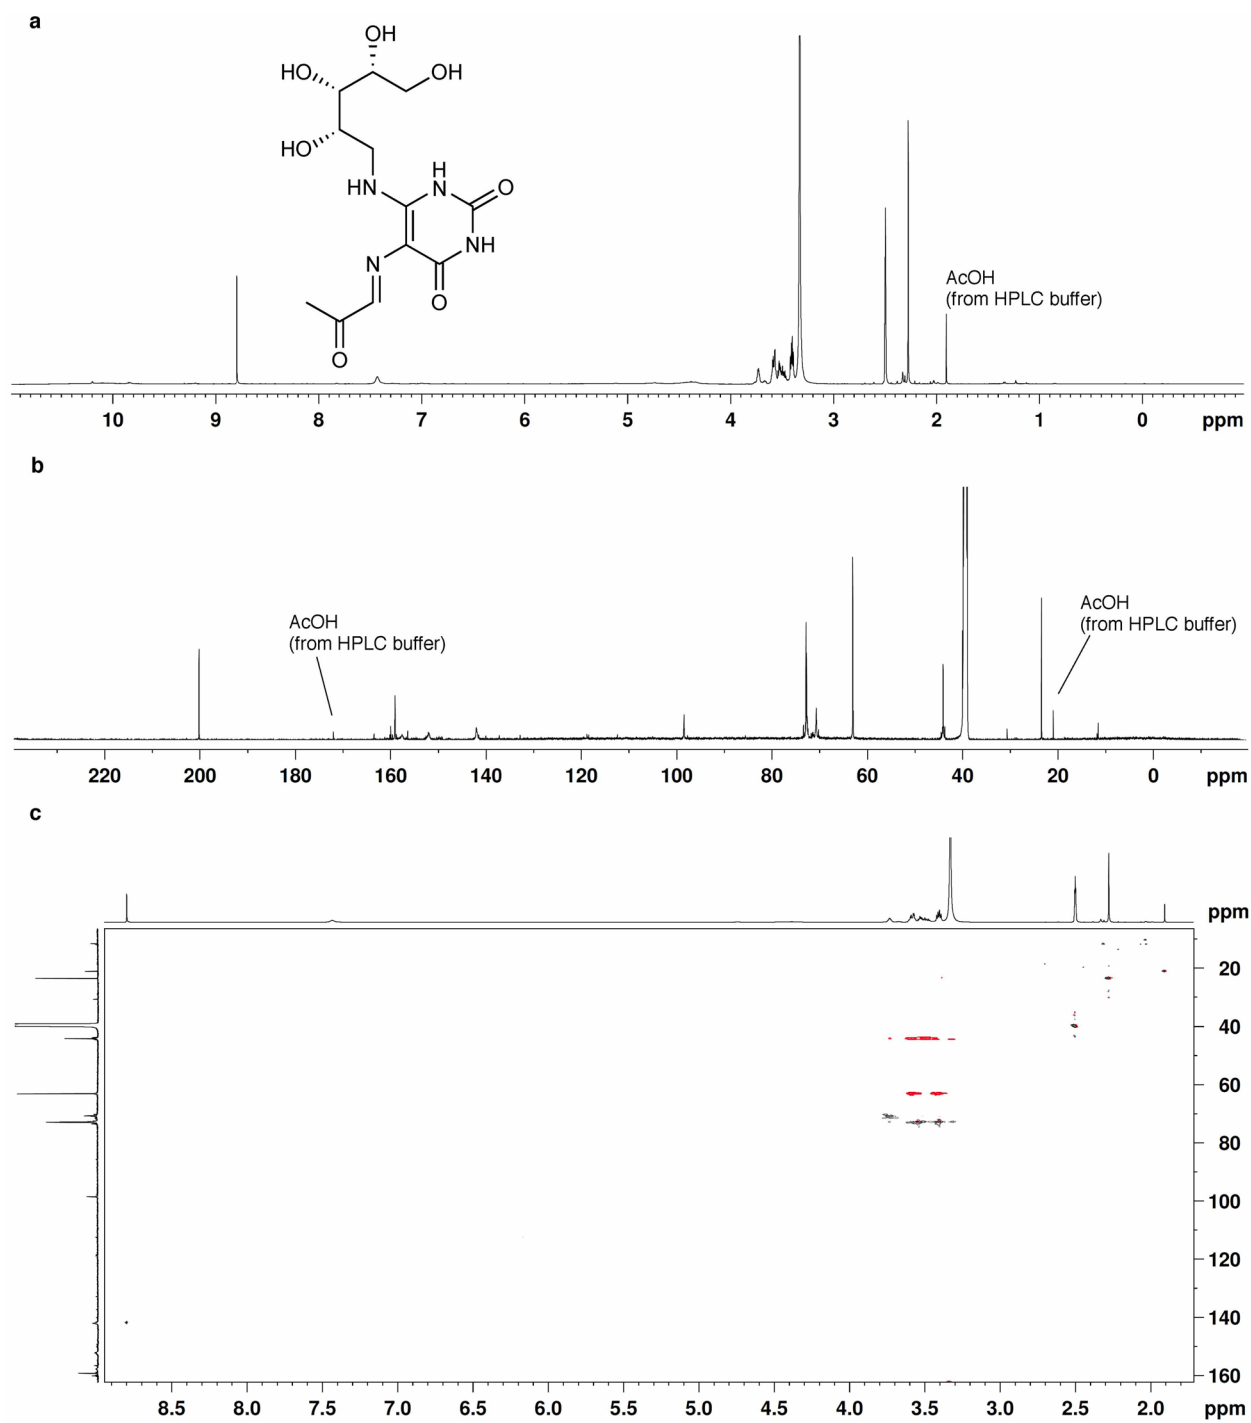 a
OH
HO
OH
HO
HN
H
N
O
NH
N
O
O
AcOH
(from HPLC buffer)
10 9 8 7 6 5 4 3 2 1 0 ppm
b
AcOH
(from HPLC buffer)
AcOH
(from HPLC buffer)
220 200 180 160 140 120 100 80 60 40 20 0 ppm
c
ppm
20
40
60
80
100
120
140
160
8.5 8.0 7.5 7.0 6.5 6.0 5.5 5.0 4.5 4.0 3.5 3.0 2.5 2.0 ppm